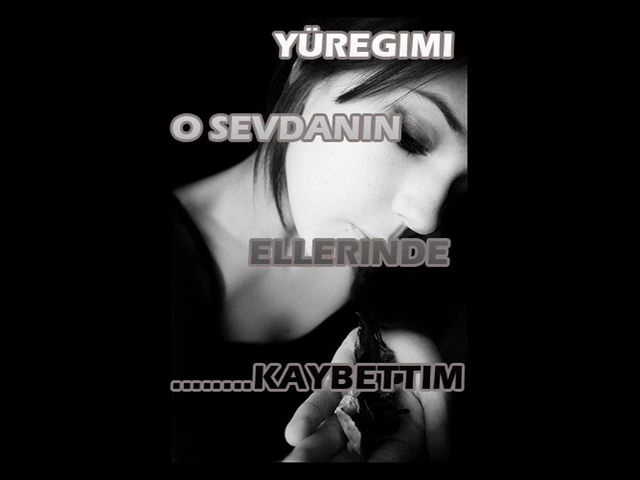 YÜREGIMI
O SEVDANIN
ELLERINDE
........KAYBETTIM